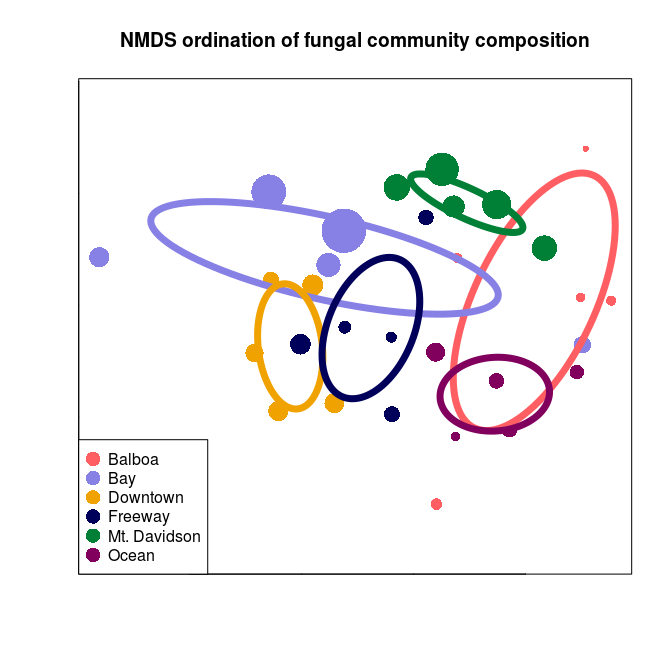 NMDS ordination of fungal community composition
Balboa
Bay
Downtown
Freeway
Mt. Davidson
Ocean